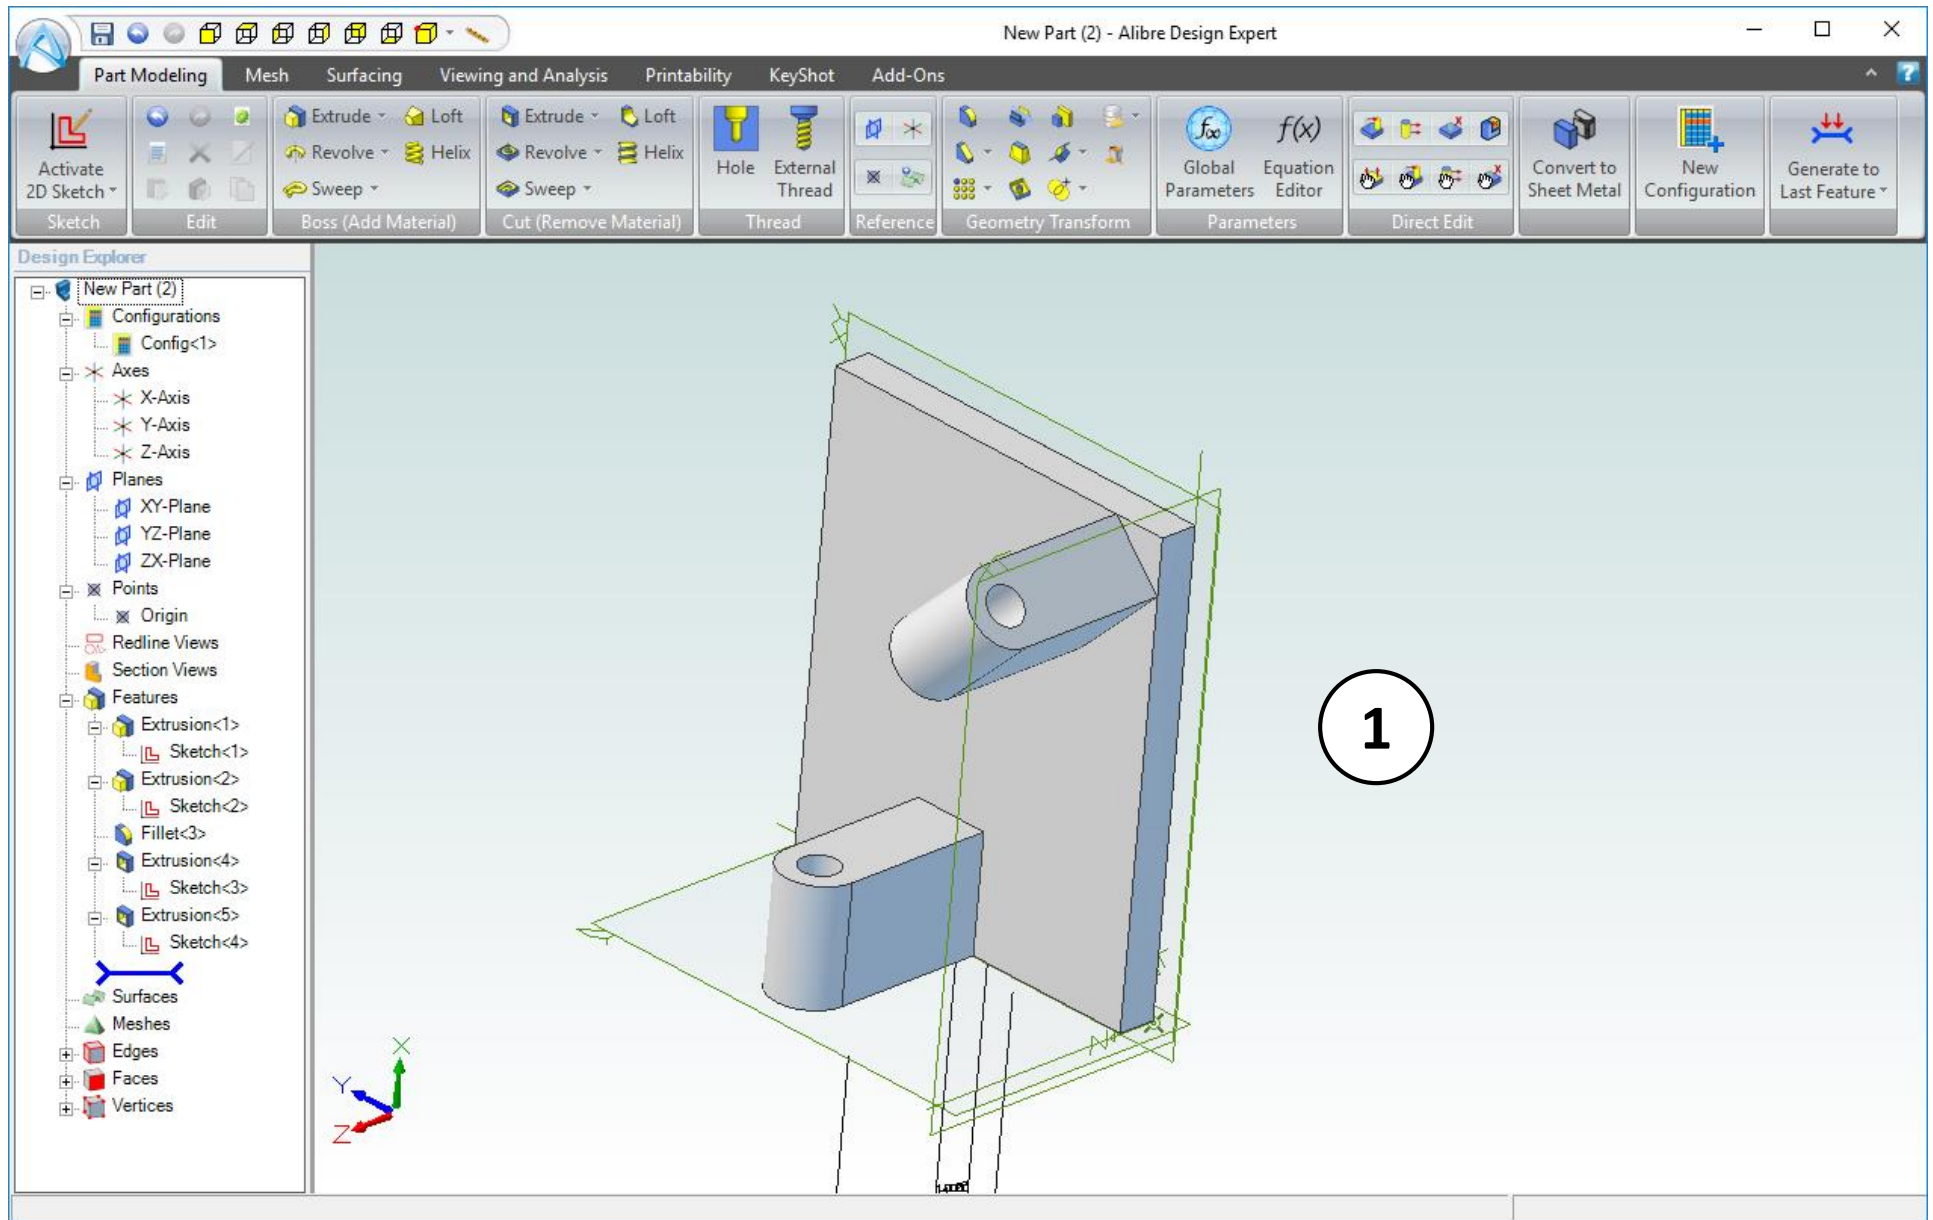 New Part (2) - Alibre Design Expert
Part Modeling Mesh Surfacing Viewing and Analysis Printability KeyShot Add-Ons
Extrude Loft Extrude Loft
Revolve Helix Revolve Helix
Sweep Sweep
Activate
2D Sketch
Hole External
Thread
Global
Parameters
f(x)
Equation
Editor
Convert to
Sheet Metal
New
Configuration
Generate to
Last Feature
Sketch Edit Boss (Add Material) Cut (Remove Material) Thread Reference Geometry Transform Parameters Direct Edit
Design Explorer
New Part (2)
Configurations
Config<1>
Axes
X-Axis
Y-Axis
Z-Axis
Planes
XY-Plane
YZ-Plane
ZX-Plane
Points
Origin
Redline Views
Section Views
Features
Extrusion<1>
Sketch<1>
Extrusion<2>
Sketch<2>
Fillet<3>
Extrusion<4>
Sketch<3>
Extrusion<5>
Sketch<4>
Surfaces
Meshes
Edges
Faces
Vertices
1
X
Y
Z